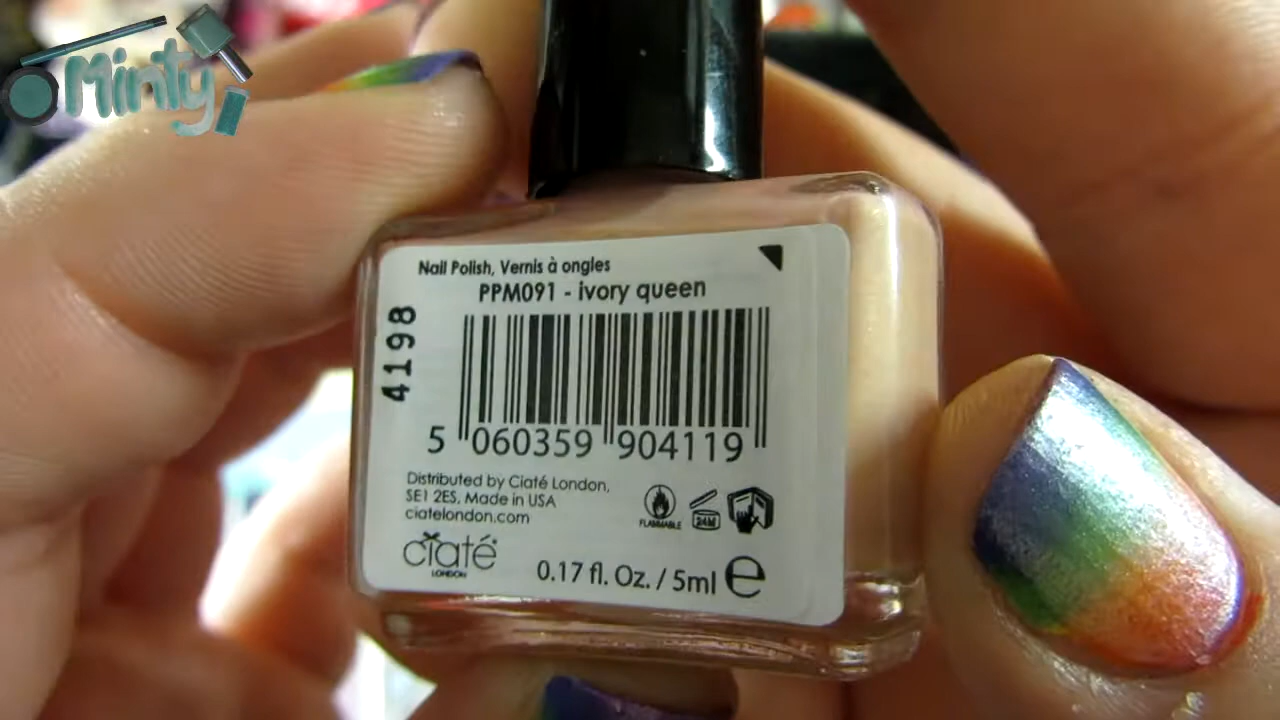 Minty
Nail Polish, Vernis à ongles
PPM091 - ivory queen
4198
5 060359 904119
Distributed by Ciaté London,
SE1 2ES. Made in USA
ciatelondon.com
FLAMMABLE
24M
ciaté
LONDON
0.17 fl. Oz. / 5ml e